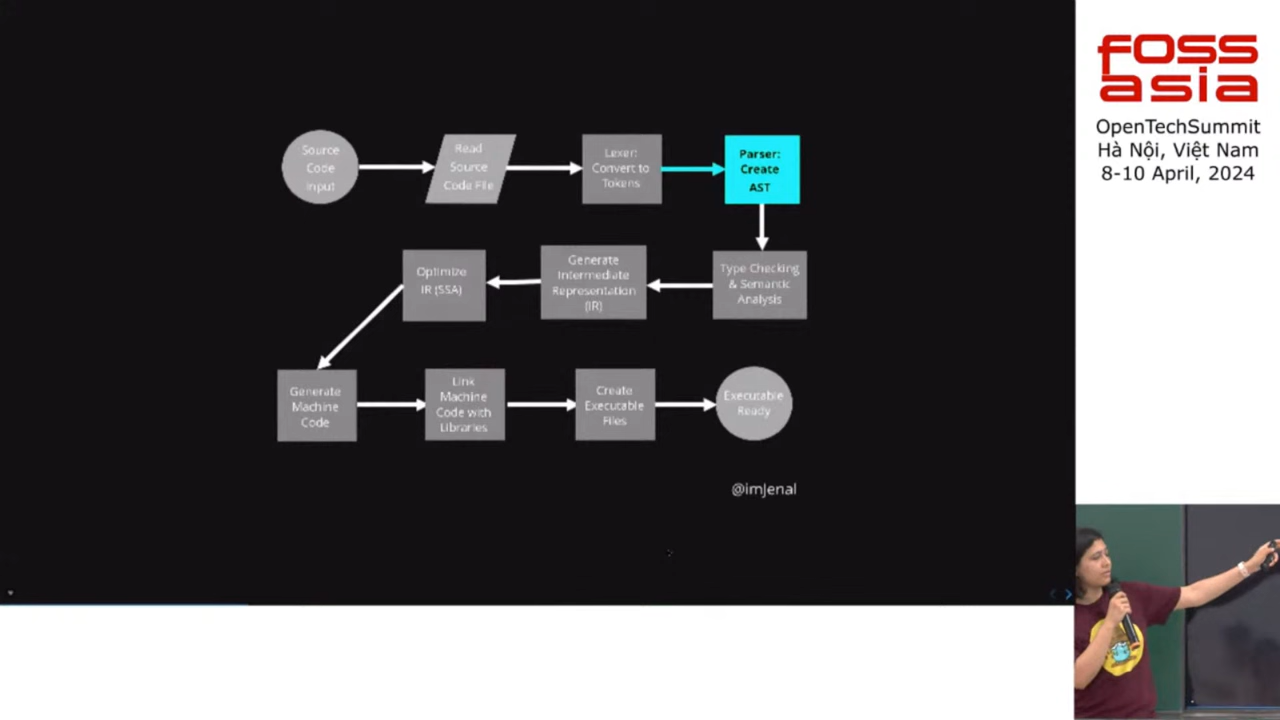 Source
Code
Input
Read
Source
Code File
Lexer:
Convert to
Tokens
Parser:
Create
AST
Optimize
IR (SSA)
Generate
Intermediate
Representation
(IR)
Type Checking
& Semantic
Analysis
Generate
Machine
Code
Link
Machine
Code with
Libraries
Create
Executable
Files
Executable
Ready
@imJenal
fOSS
asia
OpenTechSummit
Hà Nội, Việt Nam
8-10 April, 2024